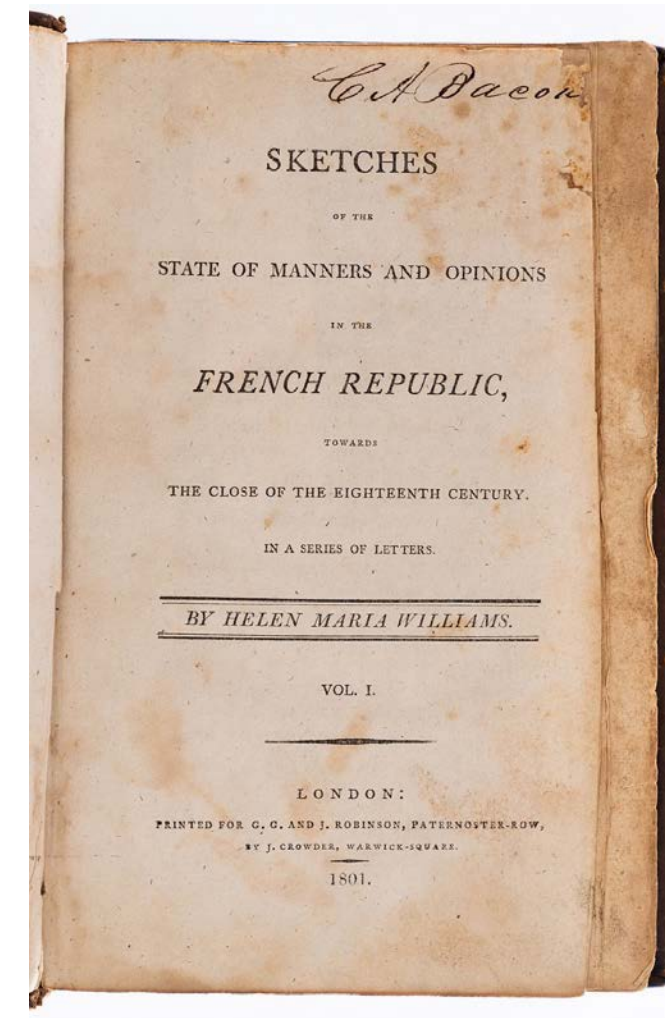 C A Bacon
SKETCHES
OF THE
STATE OF MANNERS AND OPINIONS
IN THE
FRENCH REPUBLIC,
TOWARDS
THE CLOSE OF THE EIGHTEENTH CENTURY.
IN A SERIES OF LETTERS.
BY HELEN MARIA WILLIAMS.
VOL. I.
LONDON:
PRINTED FOR G. G. AND J. ROBINSON, PATERNOSTER-ROW,
BY J. CROWDER, WARWICK-SQUARE.
1801.